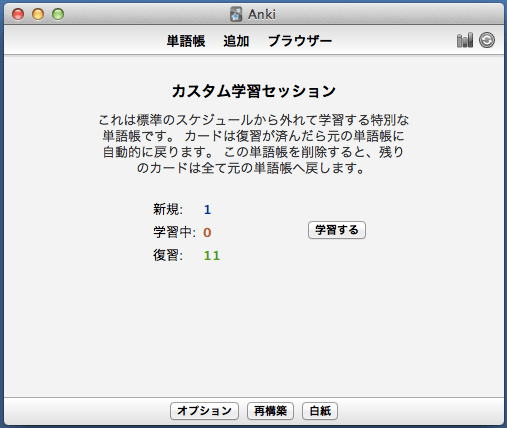 Anki
単語帳 追加 ブラウザー
カスタム学習セッション
これは標準のスケジュールから外れて学習する特別な
単語帳です。 カードは復習が済んだら元の単語帳に
自動的に戻ります。 この単語帳を削除すると、残り
のカードは全て元の単語帳へ戻します。
新規: 1
学習中: 0
学習する
復習: 11
オプション 再構築 白紙